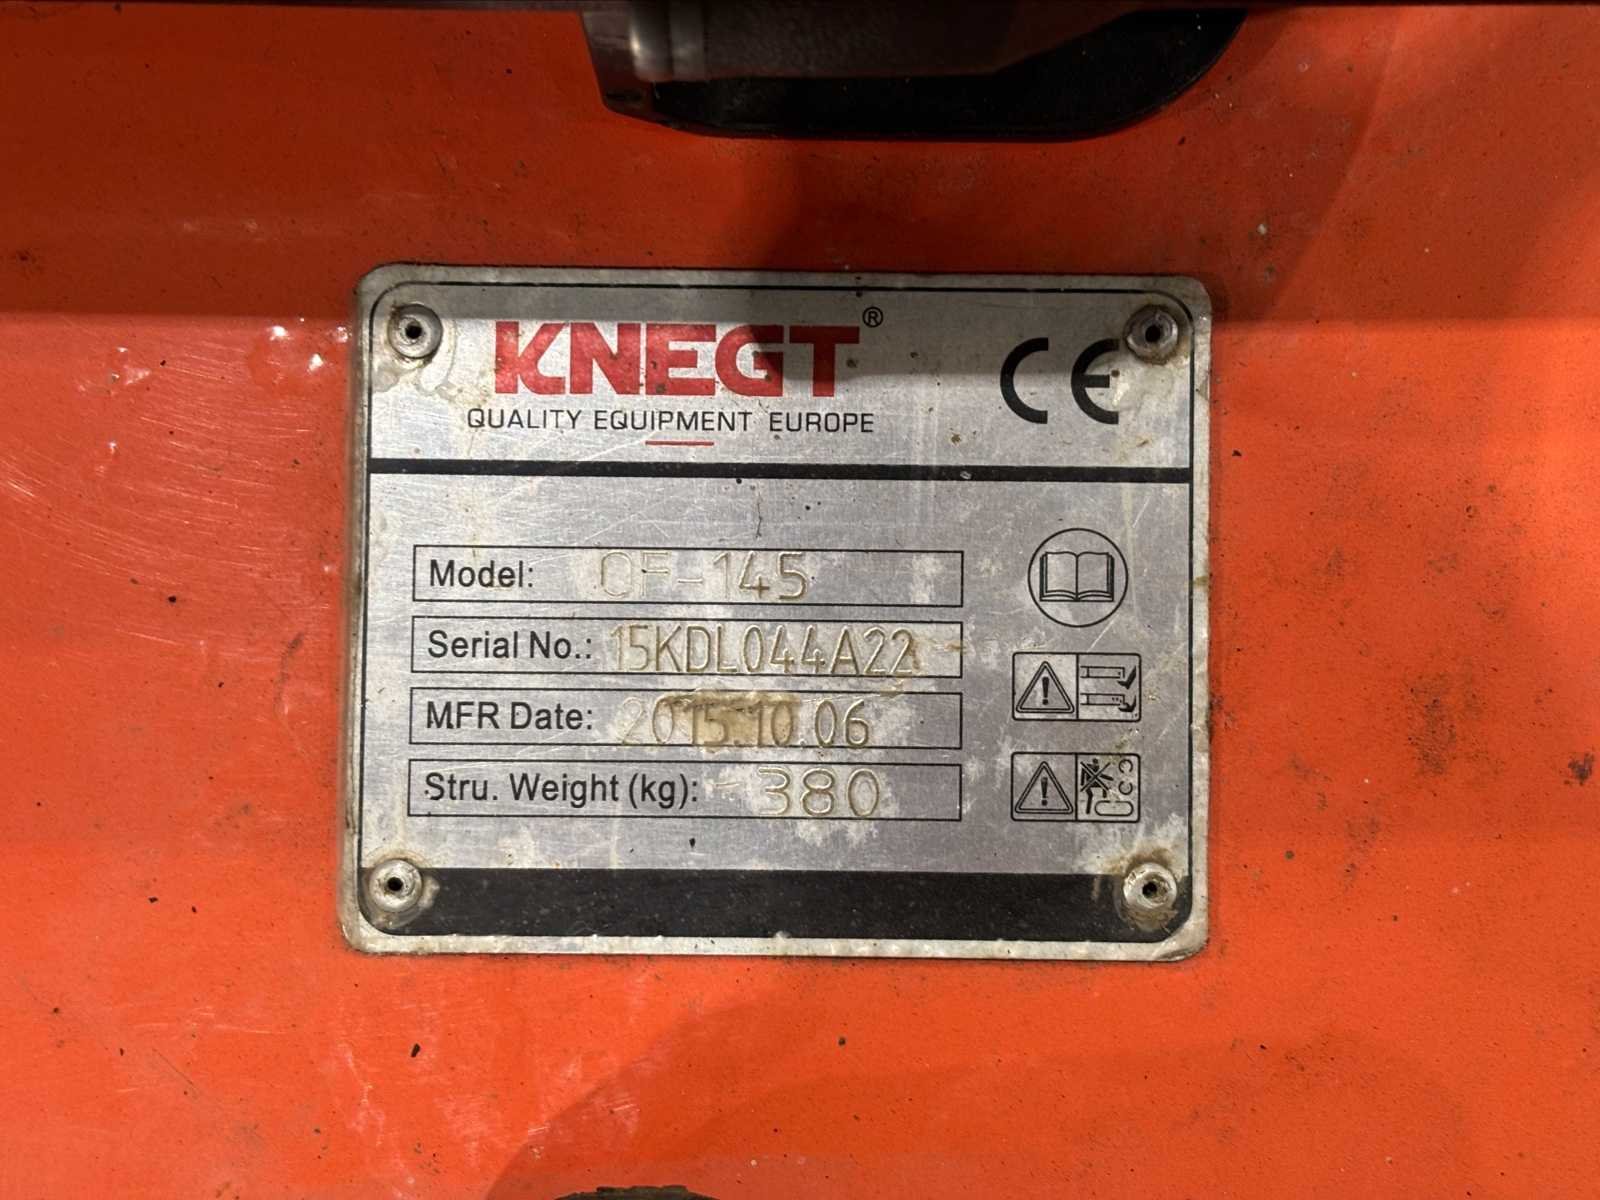 KNEGT®
QUALITY EQUIPMENT EUROPE
CE
Model: OF-145
Serial No.: 15KDL044A22
MFR Date: 2015.10.06
Stru. Weight (kg): 380